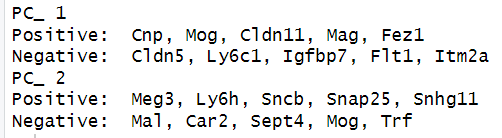 PC_ 1
Positive:  Cnp, Mog, Cldn11, Mag, Fez1
Negative:  Cldn5, Ly6c1, Igfbp7, Flt1, Itm2a
PC_ 2
Positive:  Meg3, Ly6h, Sncb, Snap25, Snhg11
Negative:  Mal, Car2, Sept4, Mog, Trf